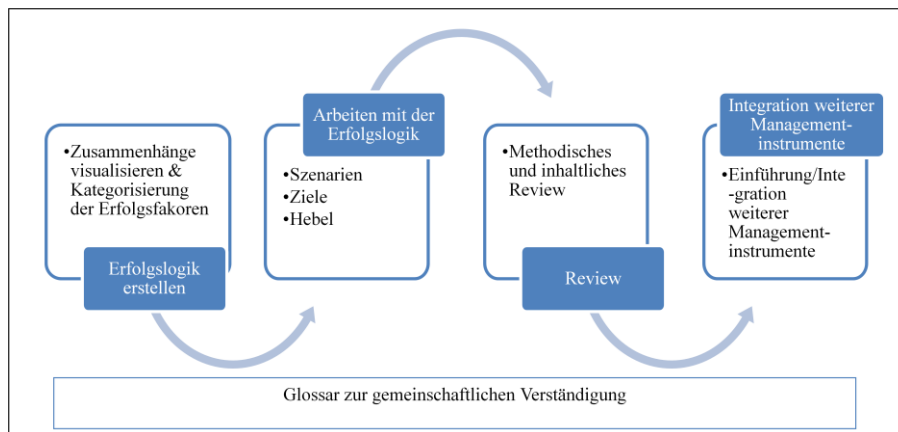 •Zusammenhänge
visualisieren &
Kategorisierung
der Erfolgsfakoren
Erfolgslogik
erstellen
Arbeiten mit der
Erfolgslogik
•Szenarien
•Ziele
•Hebel
•Methodisches
und inhaltliches
Review
Review
Integration weiterer
Management-
instrumente
•Einführung/Inte
-gration
weiterer
Management-
instrumente
Glossar zur gemeinschaftlichen Verständigung